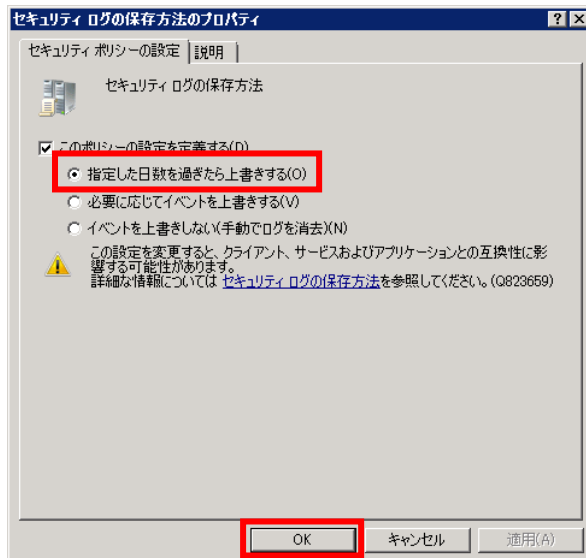 セキュリティ ログの保存方法のプロパティ
セキュリティ ポリシーの設定 説明
セキュリティ ログの保存方法
このポリシーの設定を定義する(D)
指定した日数を過ぎたら上書きする(O)
必要に応じてイベントを上書きする(V)
イベントを上書きしない(手動でログを消去)(N)
この設定を変更すると、クライアント、サービスおよびアプリケーションとの互換性に影
響する可能性があります。
詳細な情報については セキュリティ ログの保存方法を参照してください。(Q823659)
OK キャンセル 適用(A)